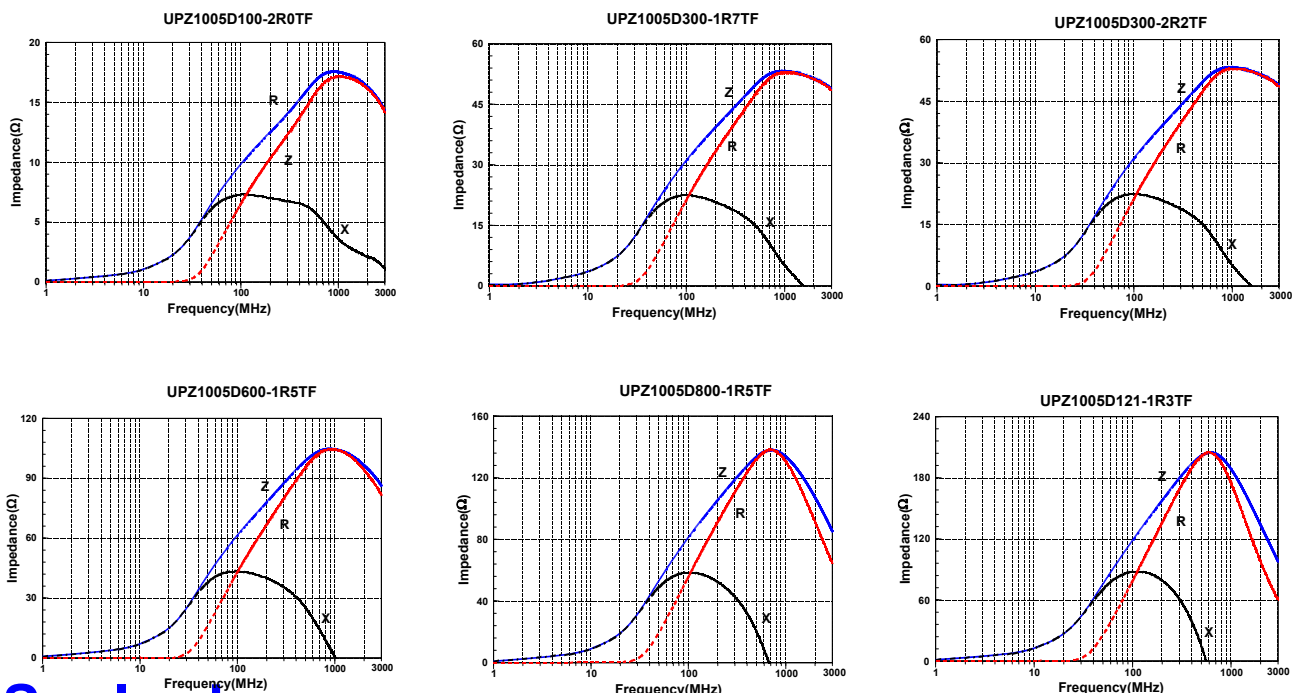 UPZ1005D100-2R0TF
20
15
10
5
0
Impedance(Ω)
R
Z
X
1
10
100
1000
3000
Frequency(MHz)
UPZ1005D300-1R7TF
60
45
30
15
0
Impedance(Ω)
Z
R
X
1
10
100
1000
3000
Frequency(MHz)
UPZ1005D300-2R2TF
60
45
30
15
0
Impedance(Ω)
Z
R
X
1
10
100
1000
3000
Frequency(MHz)
UPZ1005D600-1R5TF
120
90
60
30
0
Impedance(Ω)
Z
R
X
1
10
100
1000
3000
Frequency(MHz)
UPZ1005D800-1R5TF
160
120
80
40
0
Impedance(Ω)
Z
R
X
1
10
100
1000
3000
Frequency(MHz)
UPZ1005D121-1R3TF
240
180
120
60
0
Impedance(Ω)
Z
R
X
1
10
100
1000
3000
Frequency(MHz)